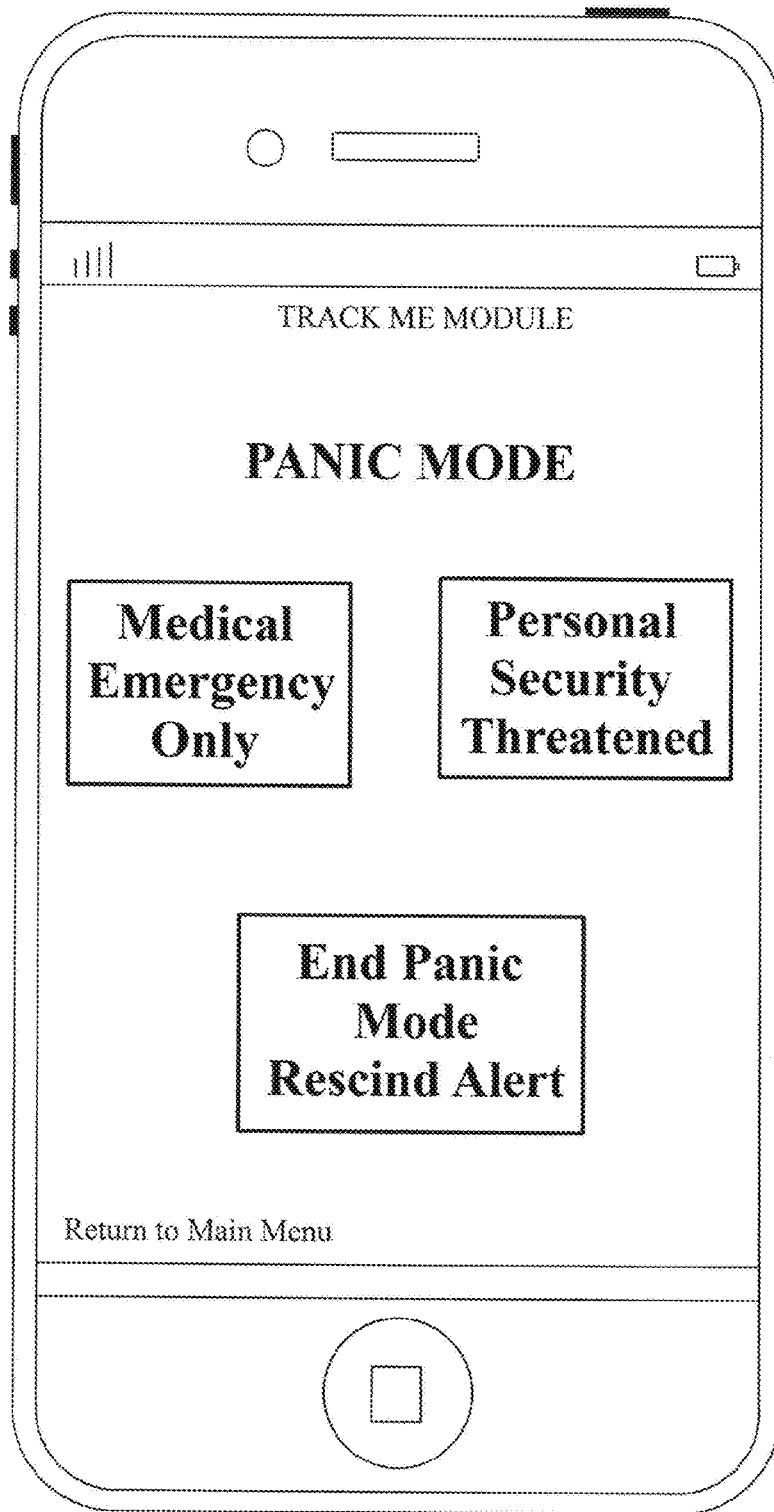 TRACK ME MODULE
PANIC MODE
Medical
Emergency
Only
Personal
Security
Threatened
End Panic
Mode
Rescind Alert
Return to Main Menu